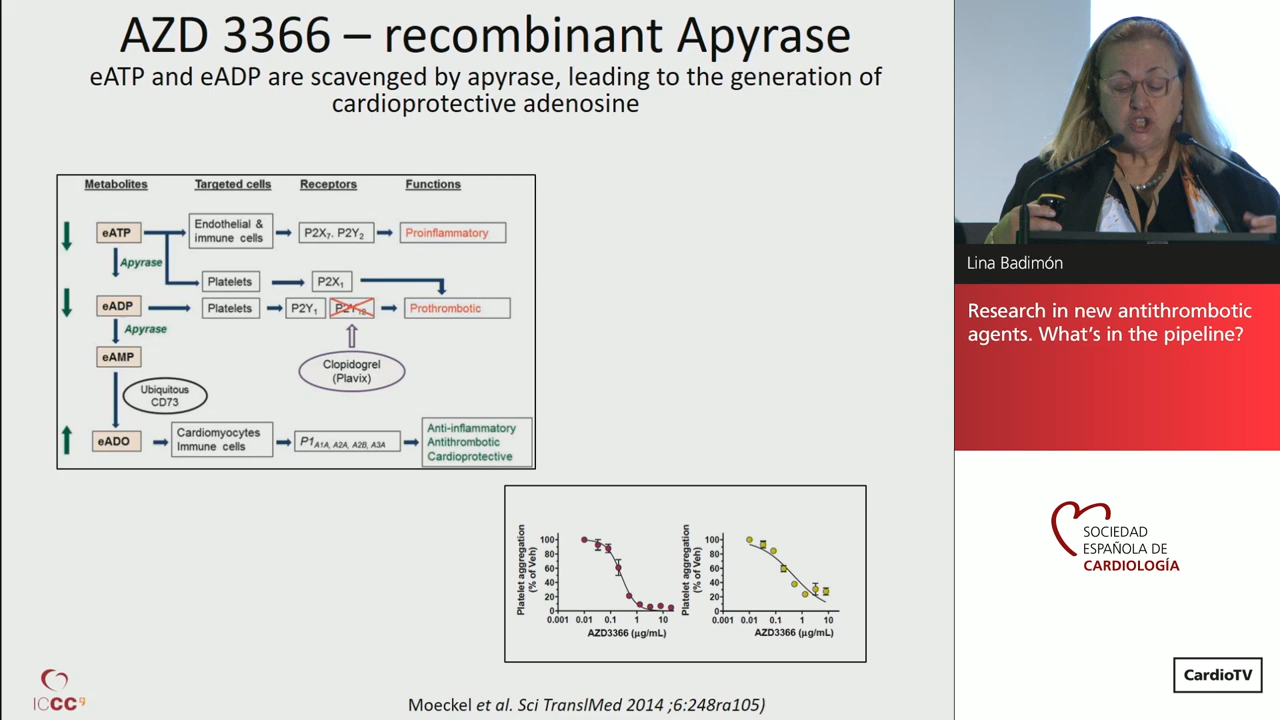 AZD 3366 – recombinant Apyrase
eATP and eADP are scavenged by apyrase, leading to the generation of
cardioprotective adenosine
Metabolites Targeted cells Receptors Functions
eATP
Endothelial &
immune cells
P2X7, P2Y2
Proinflammatory
Apyrase
Platelets
P2X1
eADP
Platelets
P2Y1
P2Y12
Prothrombotic
Apyrase
eAMP
Clopidogrel
(Plavix)
Ubiquitous
CD73
eADO
Cardiomyocytes
Immune cells
P1A1A, A2A, A2B, A3A
Anti-inflammatory
Antithrombotic
Cardioprotective
Platelet aggregation
(% of Veh)
100
80
60
40
20
0
0.001 0.01 0.1 1 10
AZD3366 (µg/mL)
Platelet aggregation
(% of Veh)
100
80
60
40
20
0
0.001 0.01 0.1 1 10
AZD3366 (µg/mL)
ICCC
Moeckel et al. Sci TranslMed 2014 ;6:248ra105)
Lina Badimón
Research in new antithrombotic
agents. What's in the pipeline?
SOCIEDAD
ESPAÑOLA DE
CARDIOLOGÍA
CardioTV